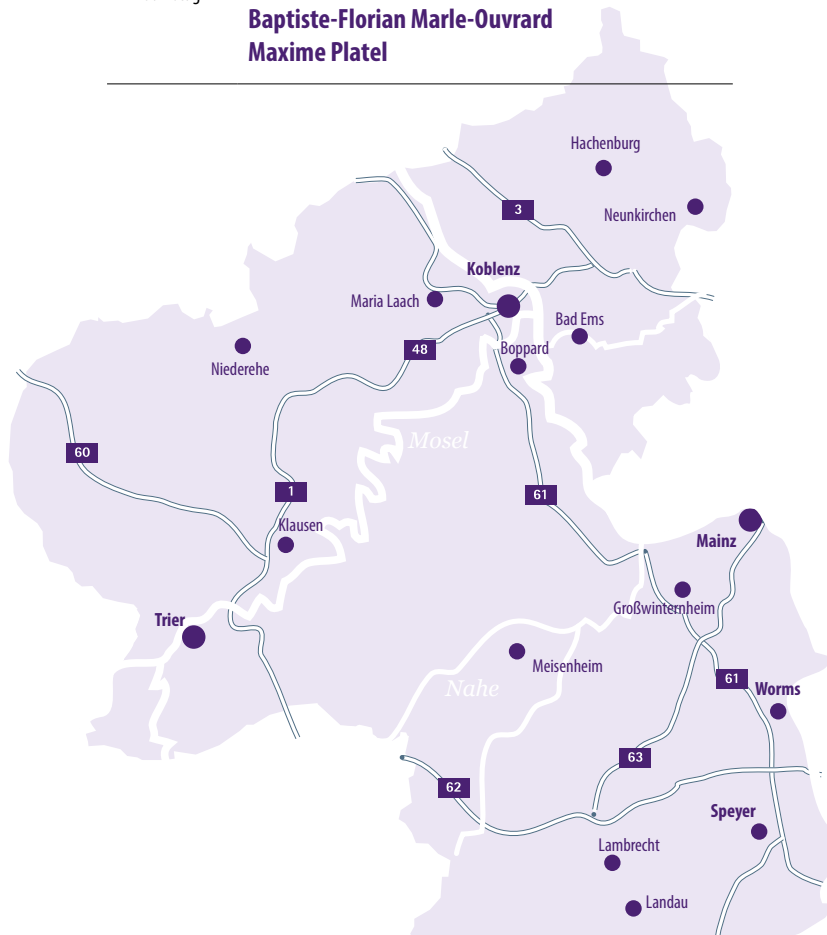 Baptiste-Florian Marle-Ouvrard
Maxime Platel
Hachenburg
Neunkirchen
3
Koblenz
Maria Laach
Bad Ems
48
Boppard
Niederehe
Mosel
60
1
61
Klausen
Mainz
Großwinternheim
Trier
Meisenheim
61
Worms
Nahe
63
62
Speyer
Lambrecht
Landau